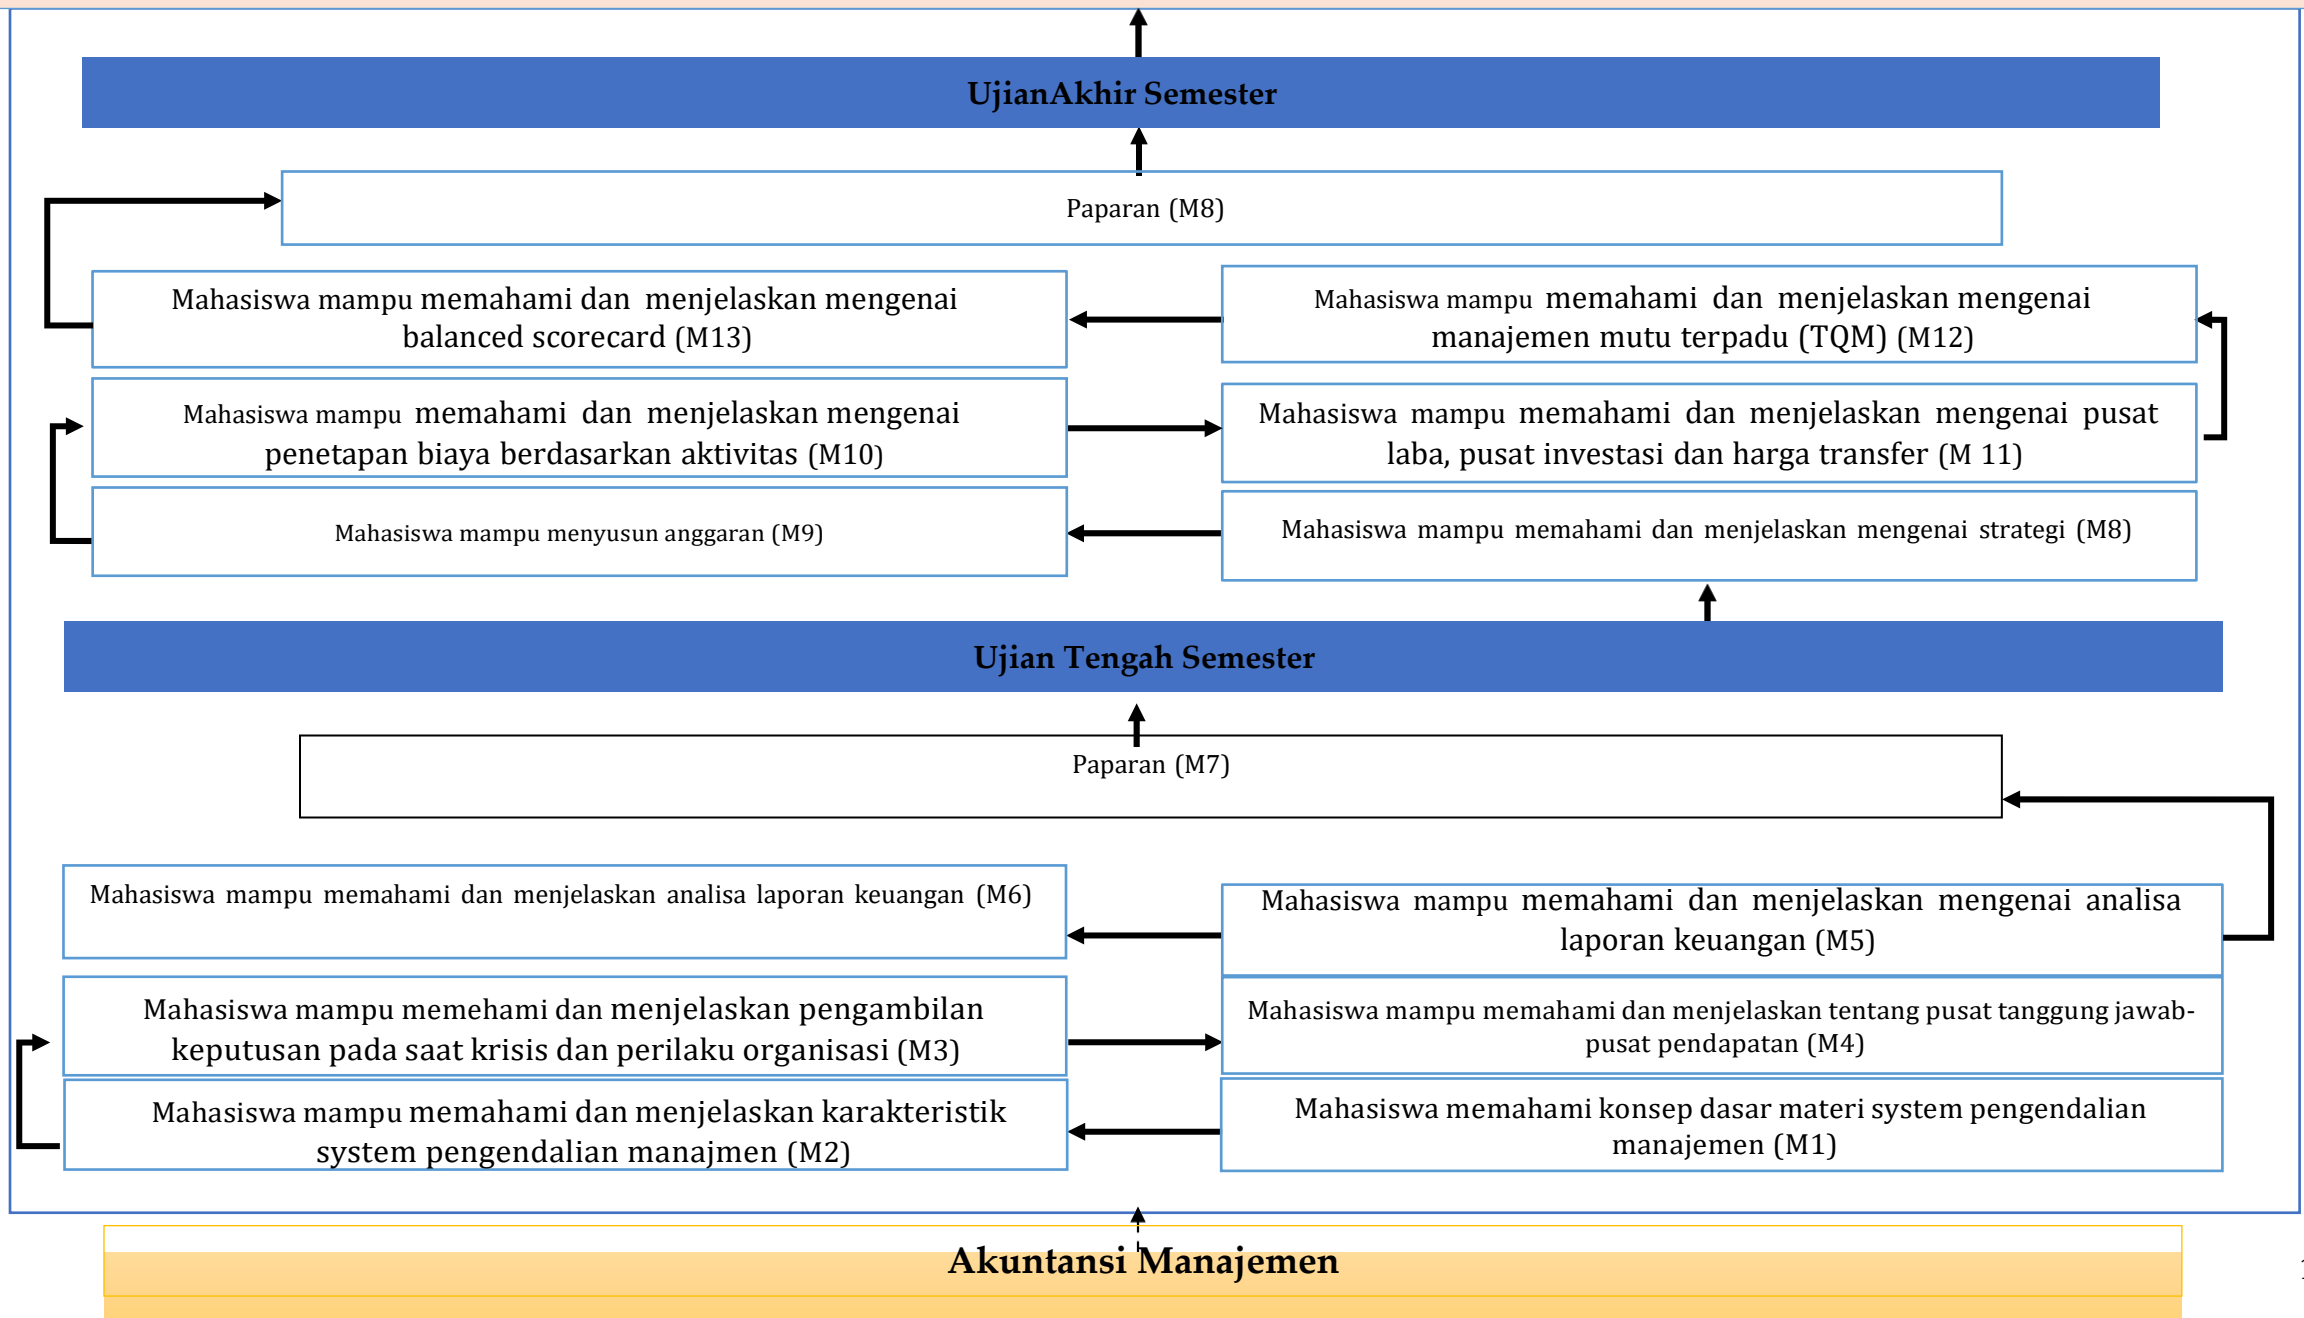 UjianAkhir Semester
Paparan (M8)
Mahasiswa mampu memahami dan menjelaskan mengenai
balanced scorecard (M13)
Mahasiswa mampu memahami dan menjelaskan mengenai
manajemen mutu terpadu (TQM) (M12)
Mahasiswa mampu memahami dan menjelaskan mengenai
penetapan biaya berdasarkan aktivitas (M10)
Mahasiswa mampu memahami dan menjelaskan mengenai pusat
laba, pusat investasi dan harga transfer (M 11)
Mahasiswa mampu menyusun anggaran (M9)
Mahasiswa mampu memahami dan menjelaskan mengenai strategi (M8)
Ujian Tengah Semester
Paparan (M7)
Mahasiswa mampu memahami dan menjelaskan analisa laporan keuangan (M6)
Mahasiswa mampu memahami dan menjelaskan mengenai analisa
laporan keuangan (M5)
Mahasiswa mampu memehami dan menjelaskan pengambilan
keputusan pada saat krisis dan perilaku organisasi (M3)
Mahasiswa mampu memahami dan menjelaskan tentang pusat tanggung jawab-
pusat pendapatan (M4)
Mahasiswa mampu memahami dan menjelaskan karakteristik
system pengendalian manajmen (M2)
Mahasiswa memahami konsep dasar materi system pengendalian
manajemen (M1)
Akuntansi Manajemen